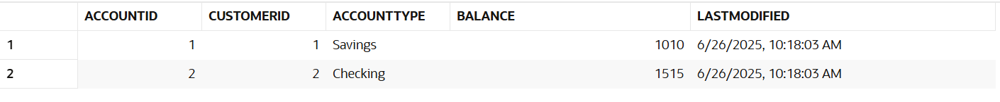 ACCOUNTID CUSTOMERID ACCOUNTTYPE BALANCE LASTMODIFIED
1 1 1 Savings 1010 6/26/2025, 10:18:03 AM
2 2 2 Checking 1515 6/26/2025, 10:18:03 AM